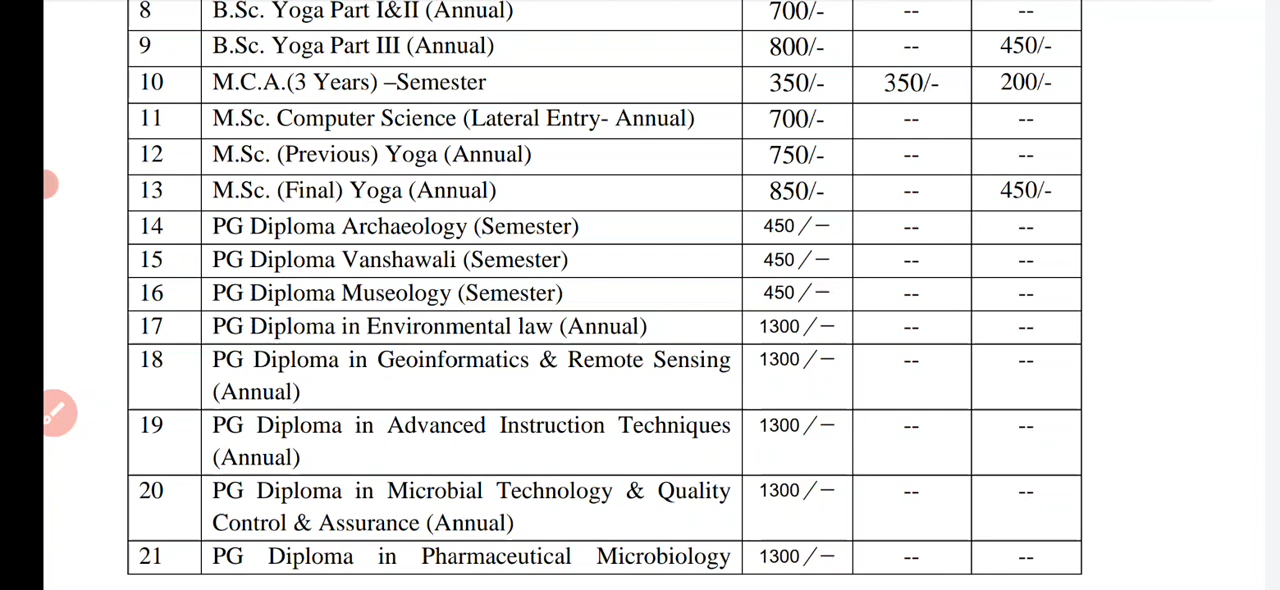 8 B.Sc. Yoga Part I&II (Annual) 700/- -- --
9 B.Sc. Yoga Part III (Annual) 800/- -- 450/-
10 M.C.A.(3 Years) –Semester 350/- 350/- 200/-
11 M.Sc. Computer Science (Lateral Entry- Annual) 700/- -- --
12 M.Sc. (Previous) Yoga (Annual) 750/- -- --
13 M.Sc. (Final) Yoga (Annual) 850/- -- 450/-
14 PG Diploma Archaeology (Semester) 450/- -- --
15 PG Diploma Vanshawali (Semester) 450/- -- --
16 PG Diploma Museology (Semester) 450/- -- --
17 PG Diploma in Environmental law (Annual) 1300/- -- --
18 PG Diploma in Geoinformatics & Remote Sensing 1300/- -- --
(Annual)
19 PG Diploma in Advanced Instruction Techniques 1300/- -- --
(Annual)
20 PG Diploma in Microbial Technology & Quality 1300/- -- --
Control & Assurance (Annual)
21 PG Diploma in Pharmaceutical Microbiology 1300/- -- --